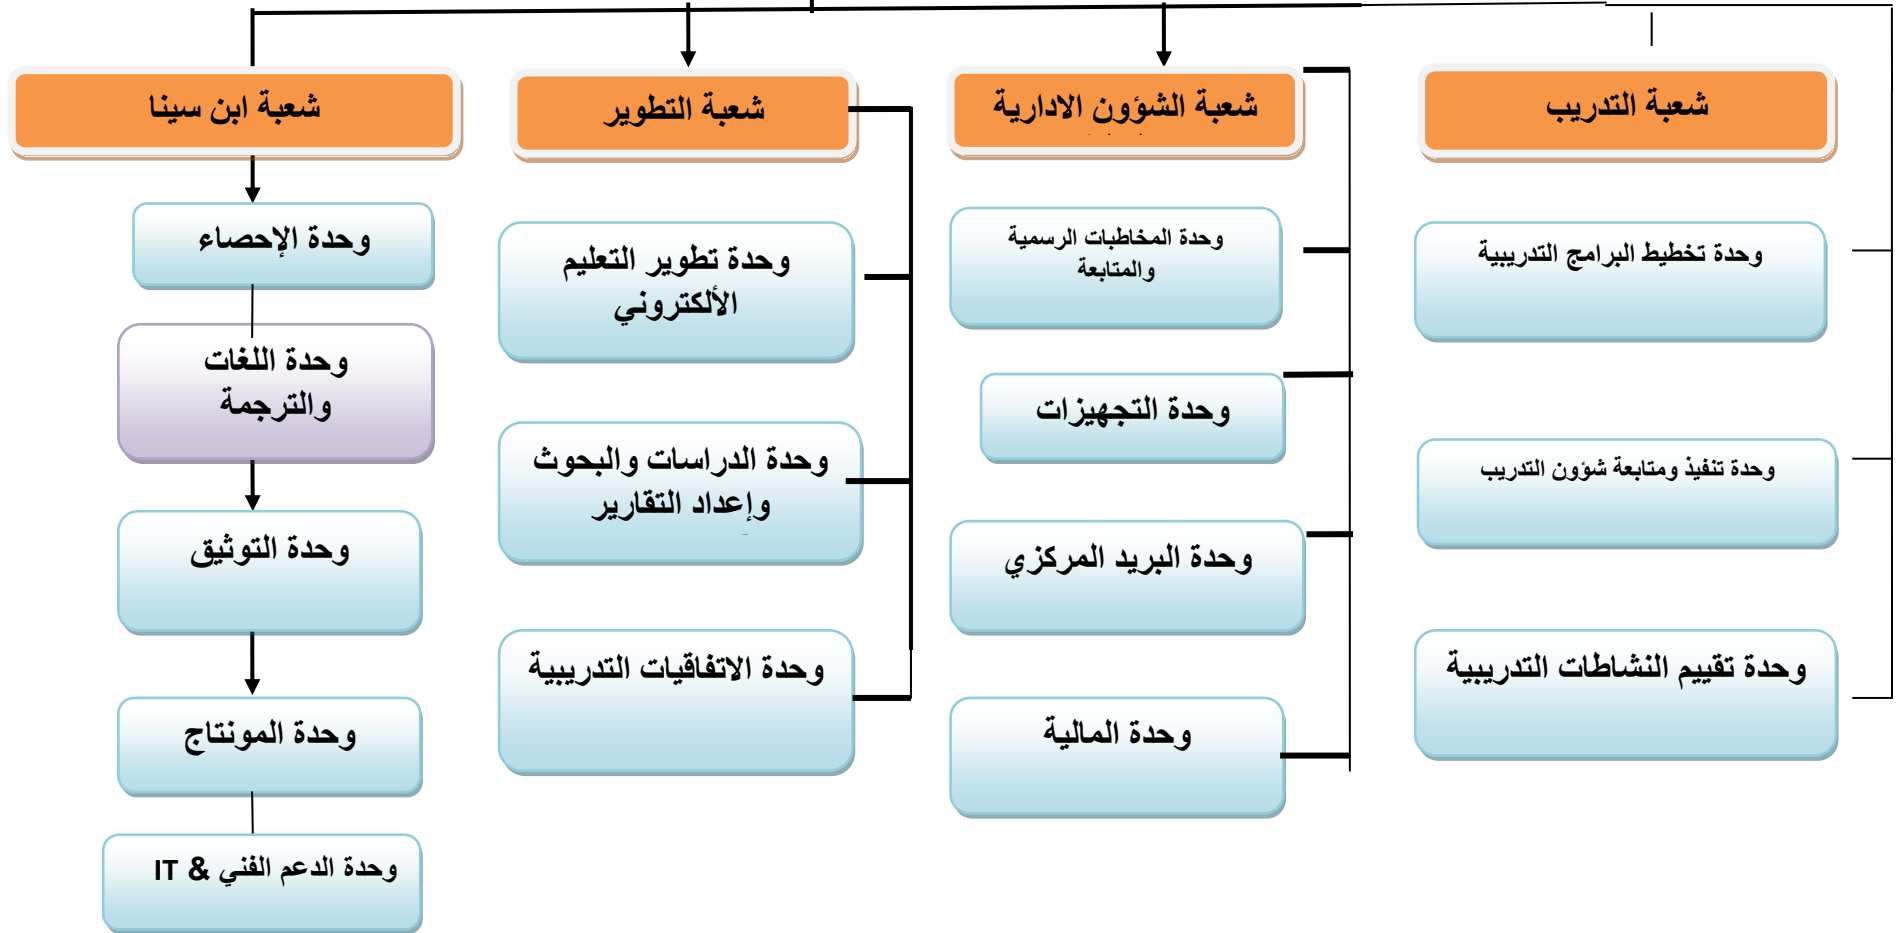 شعبة التدريب
وحدة تخطيط البرامج التدريبية
وحدة تنفيذ ومتابعة شؤون التدريب
وحدة تقييم النشاطات التدريبية
شعبة الشؤون الادارية
وحدة المخاطبات الرسمية
والمتابعة
وحدة التجهيزات
وحدة البريد المركزي
وحدة المالية
شعبة التطوير
وحدة تطوير التعليم
الألكتروني
وحدة الدراسات والبحوث
وإعداد التقارير
وحدة الاتفاقيات التدريبية
شعبة ابن سينا
وحدة الإحصاء
وحدة اللغات
والترجمة
وحدة التوثيق
وحدة المونتاج
وحدة الدعم الفني & IT